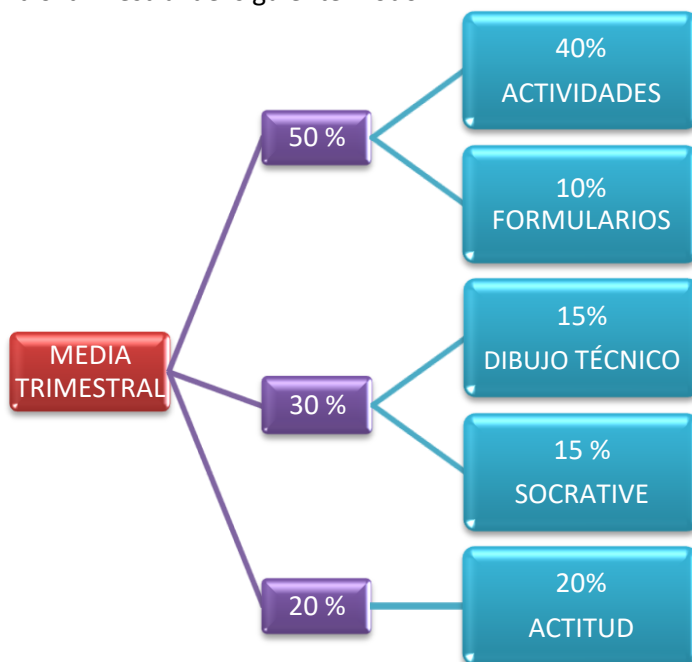 40%
ACTIVIDADES
50 %
10%
FORMULARIOS
MEDIA
TRIMESTRAL
15%
DIBUJO TÉCNICO
30 %
15 %
SOCRATIVE
20 %
20%
ACTITUD